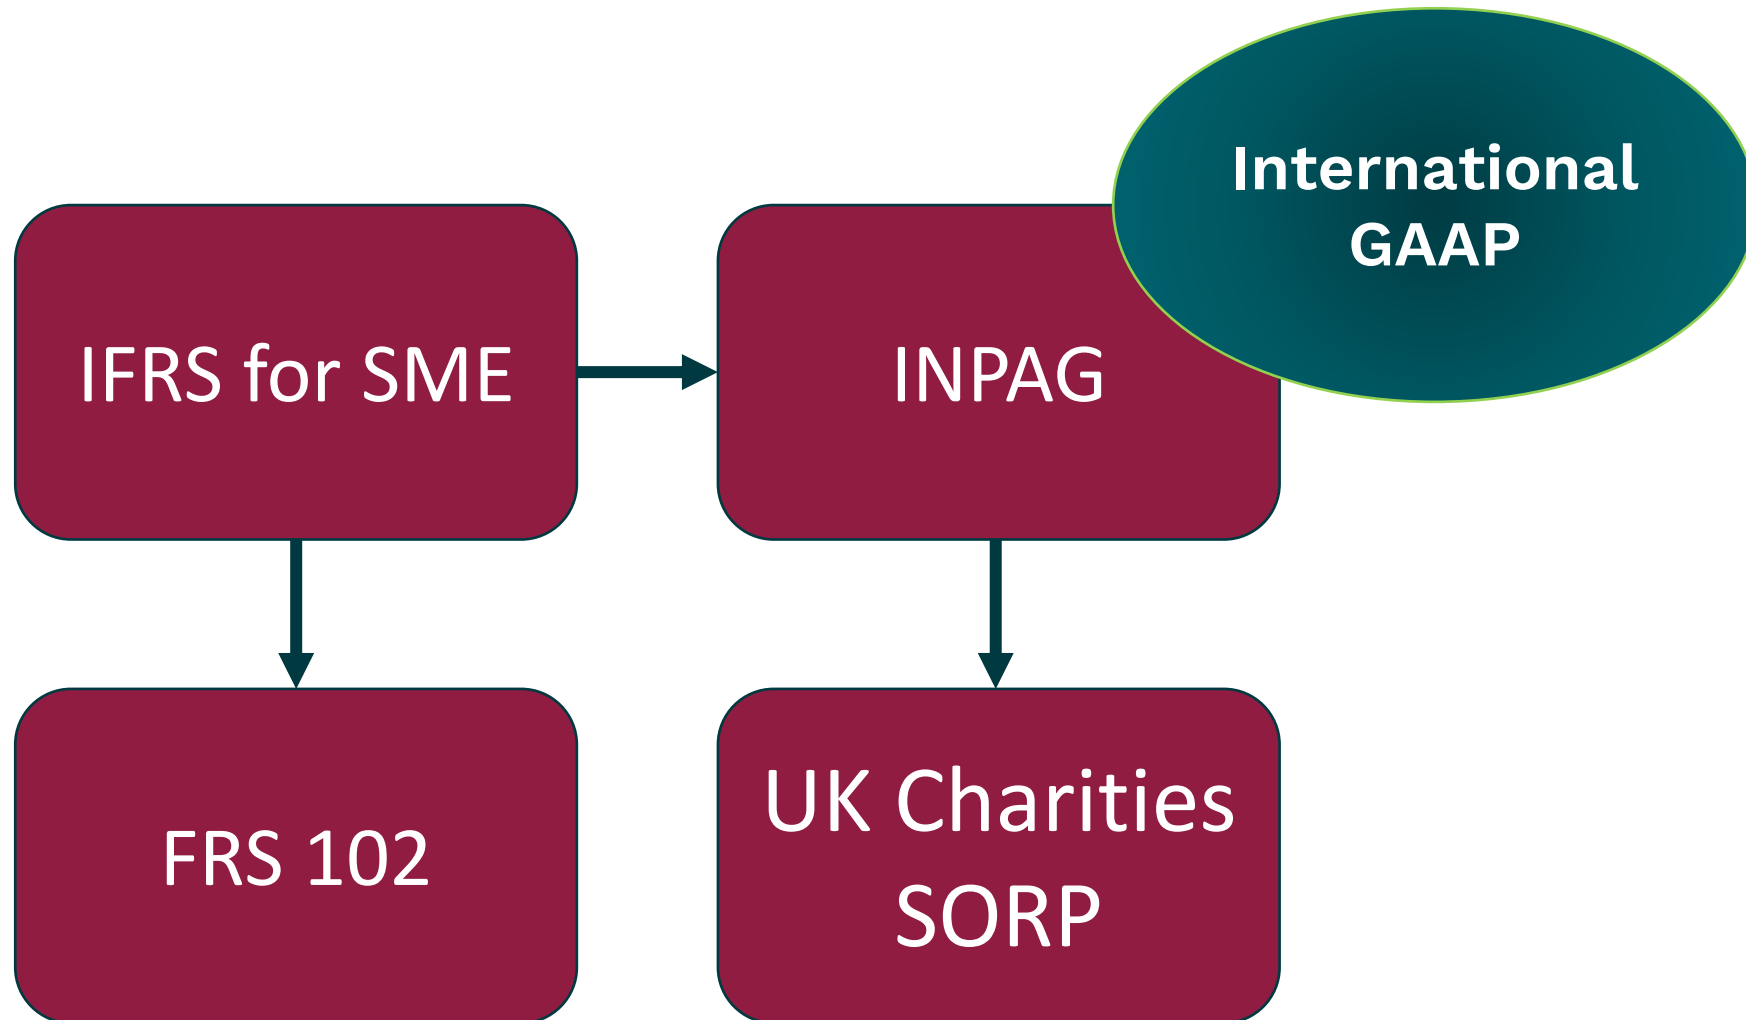 International
GAAP
IFRS for SME
INPAG
FRS 102
UK Charities
SORP